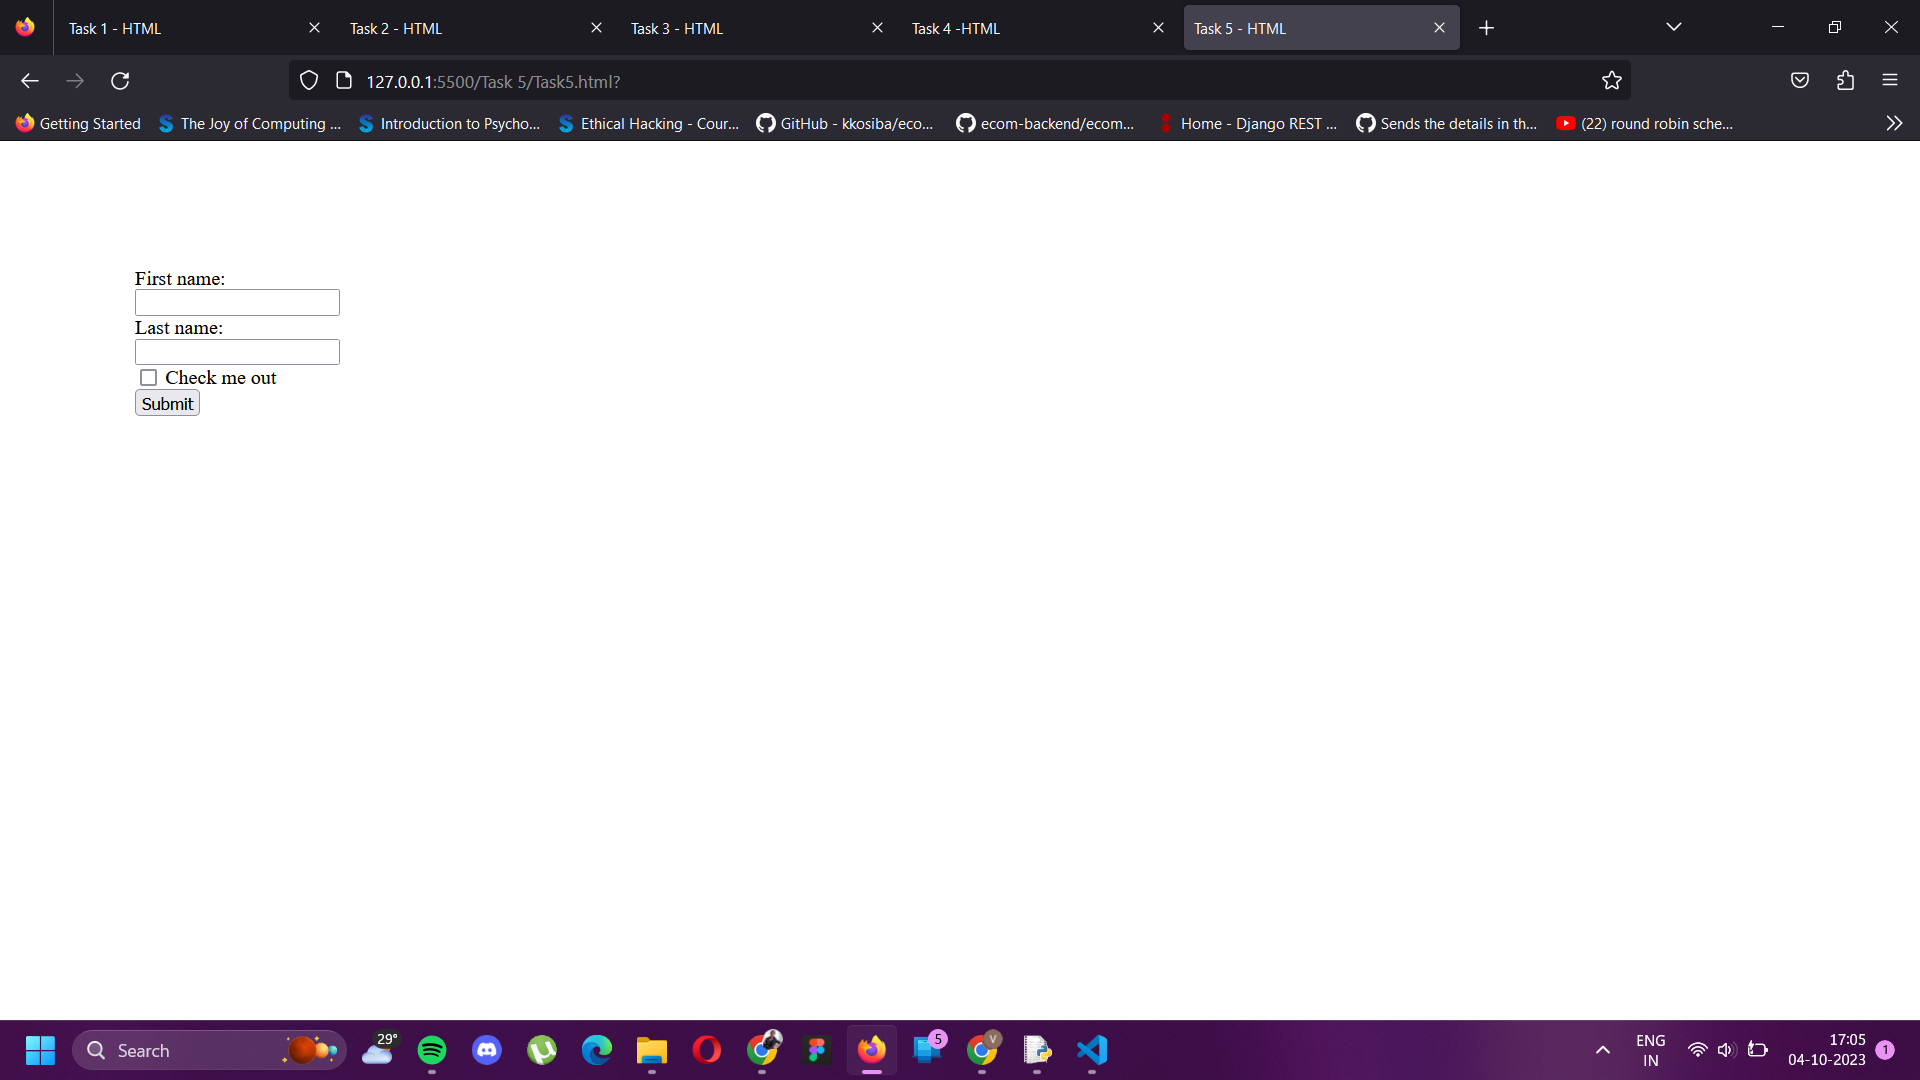 Task 1 - HTML
Task 2 - HTML
Task 3 - HTML
Task 4 -HTML
Task 5 - HTML
127.0.0.1:5500/Task 5/Task5.html?
Getting Started
The Joy of Computing ...
Introduction to Psycho...
Ethical Hacking - Cour...
GitHub - kkosiba/eco...
ecom-backend/ecom...
Home - Django REST ...
Sends the details in th...
(22) round robin sche...
First name:
Last name:
Check me out
Submit
Search
29°
5
V
ENG
IN
17:05
04-10-2023
1